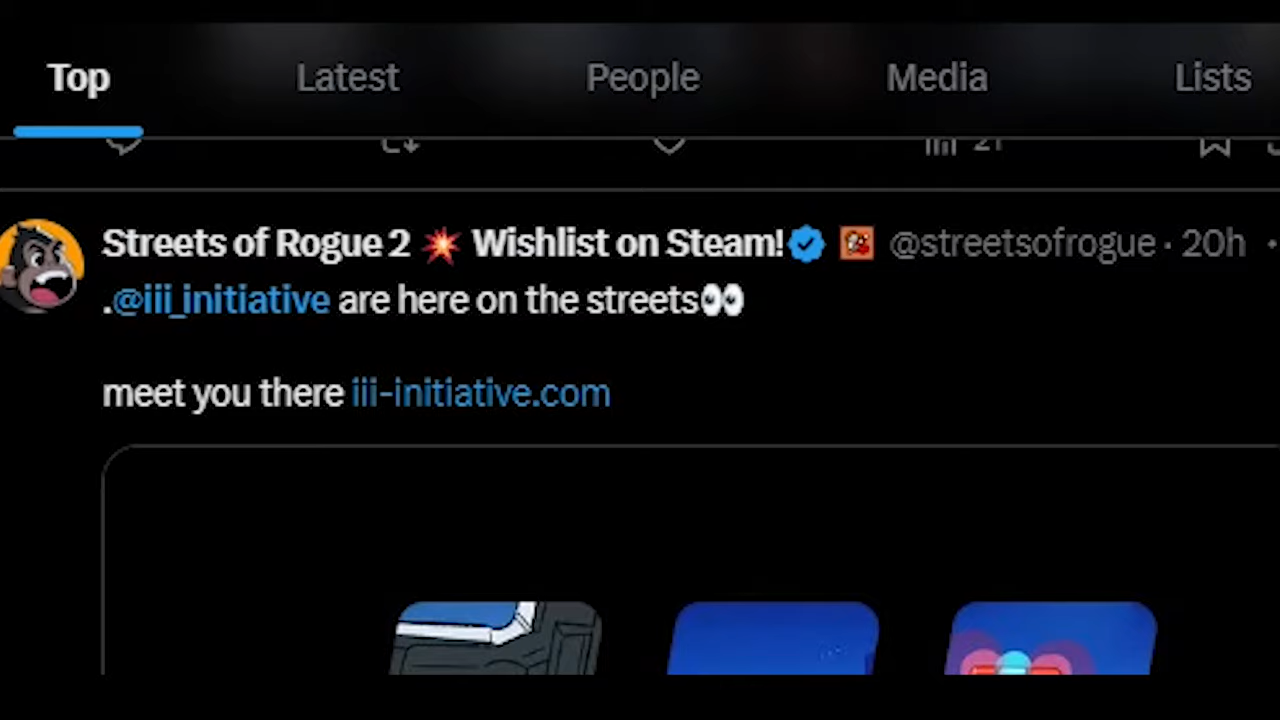 Top Latest People Media Lists
21
Streets of Rogue 2 💥 Wishlist on Steam! @streetsofrogue · 20h ·
.@iii_initiative are here on the streets👀
meet you there iii-initiative.com